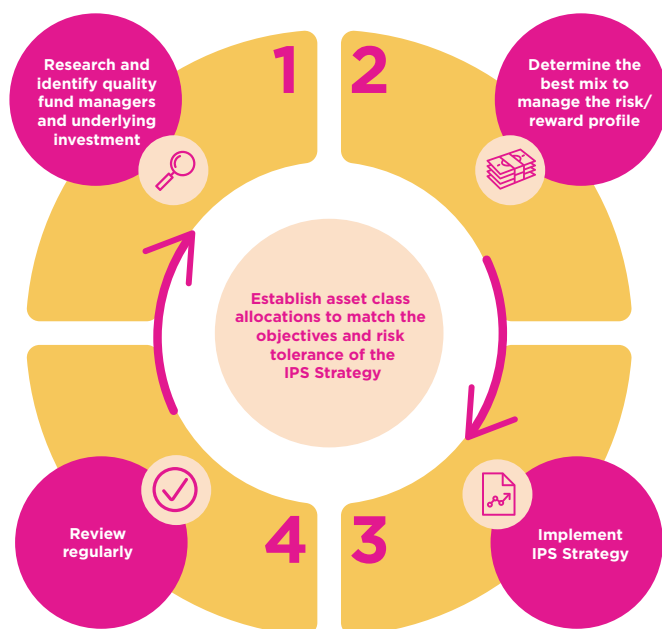 1
Research and
identify quality
fund managers
and underlying
investment
2
Determine the
best mix to
manage the risk/
reward profile
Establish asset class
allocations to match the
objectives and risk
tolerance of the
IPS Strategy
3
Implement
IPS Strategy
4
Review
regularly